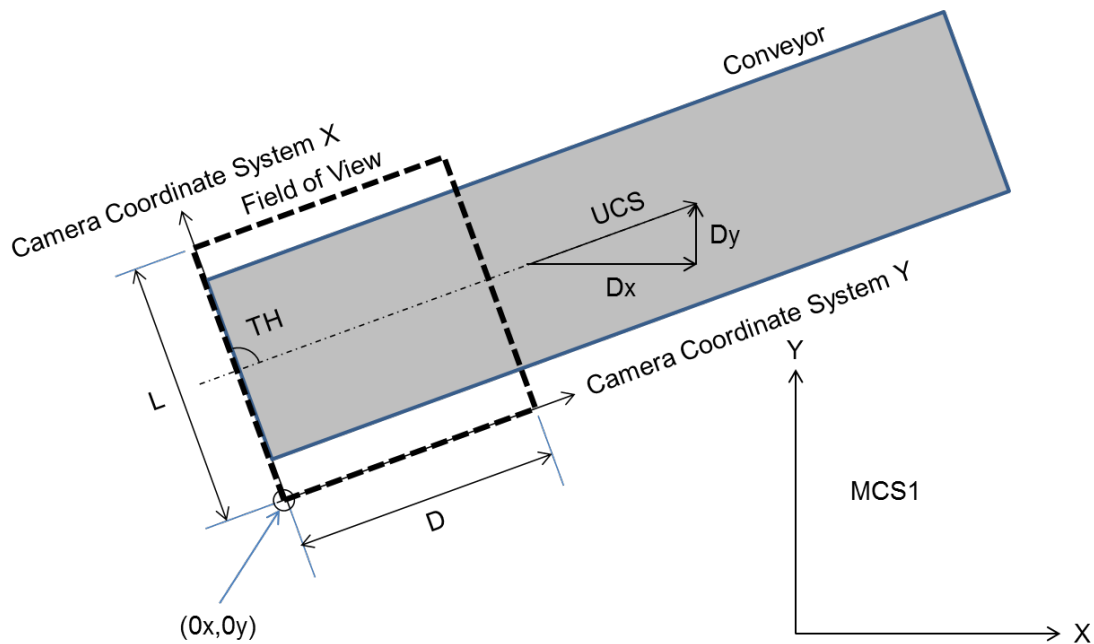 Conveyor
Camera Coordinate System X
Field of View
UCS
Dy
Dx
TH
Camera Coordinate System Y
Y
L
MCS1
D
(0x,0y)
X